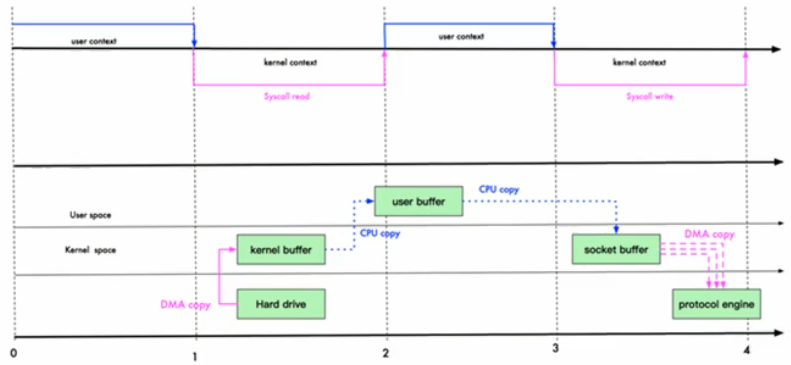 user context
user context
kernel context
kernel context
Syscall read
Syscall write
CPU copy
user buffer
User space
CPU copy
DMA copy
Kernel space
kernel buffer
socket buffer
DMA copy
Hard drive
protocol engine
0
1
2
3
4